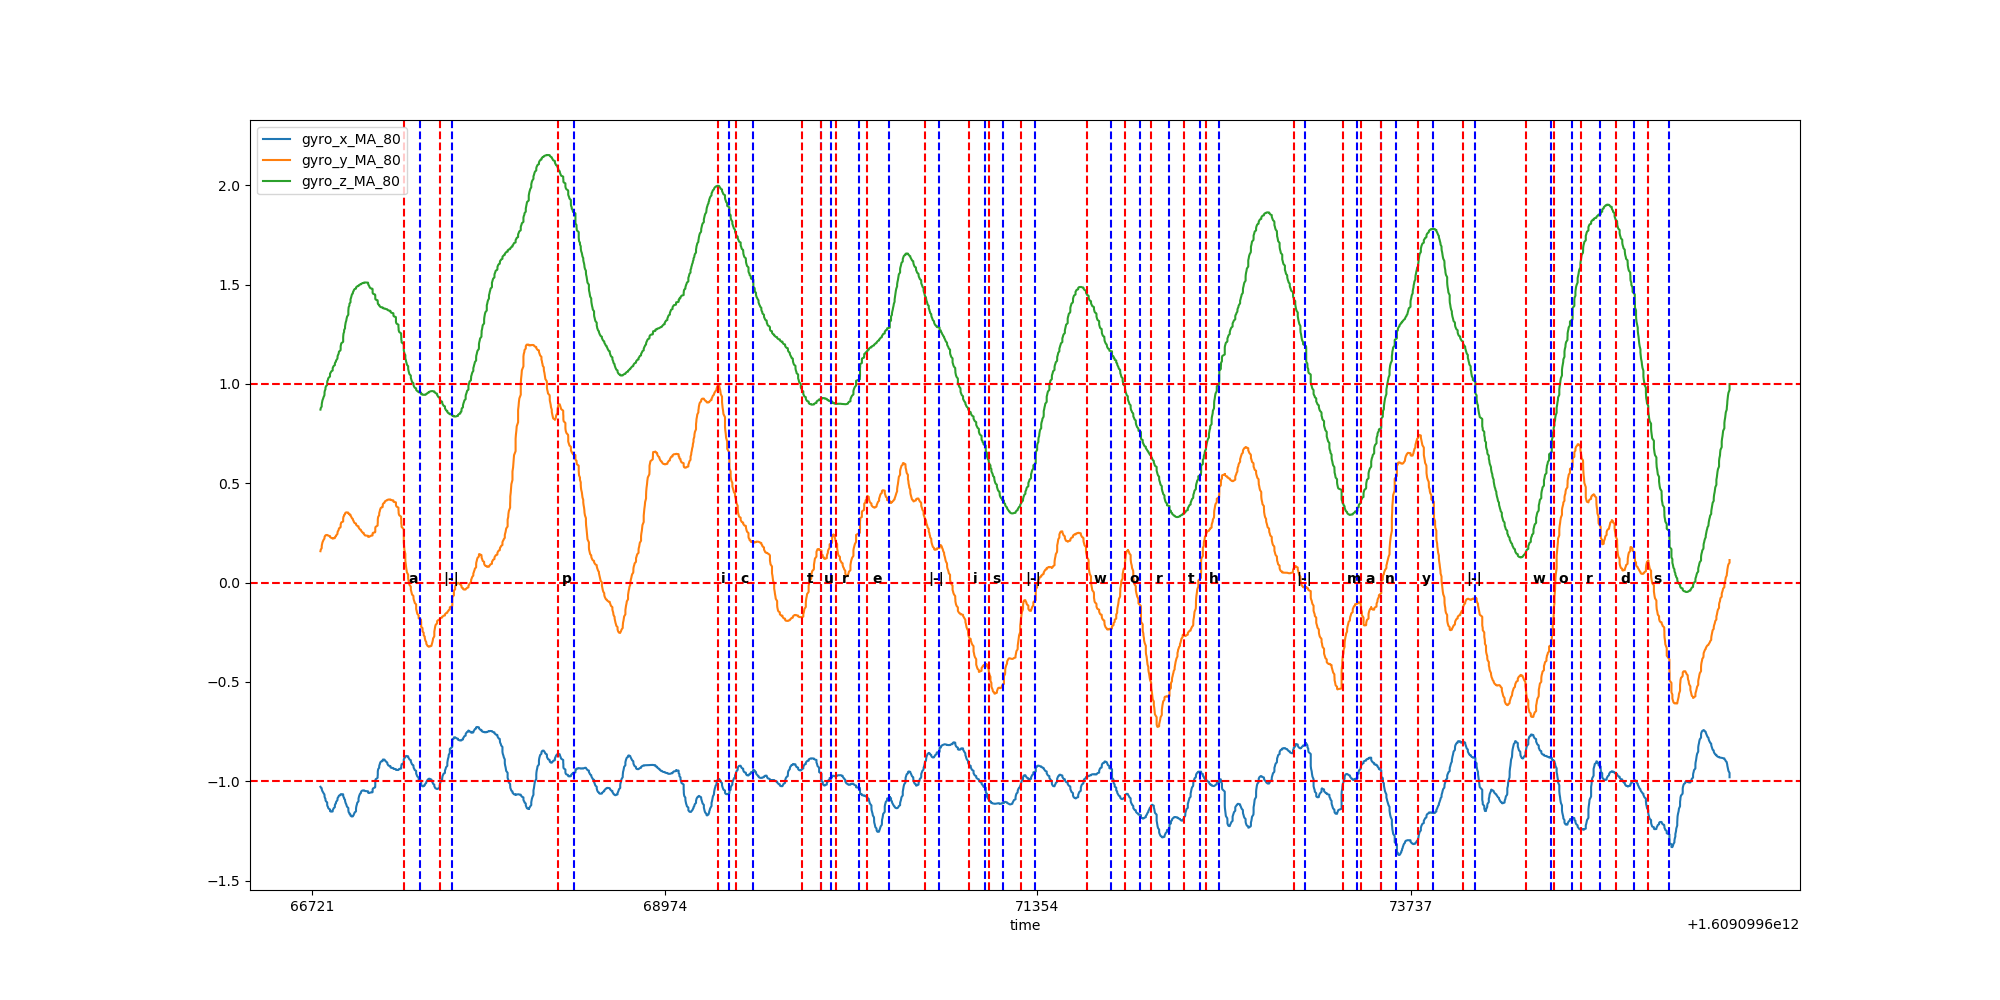 gyro_x_MA_80
gyro_y_MA_80
gyro_z_MA_80
2.0
1.5
1.0
0.5
0.0
a |-| p i c t u r e |-| i s |-| w o r t h |-| m a n y |-| w o r d s
−0.5
−1.0
−1.5
66721 68974 71354 73737
time
+1.6090996e12